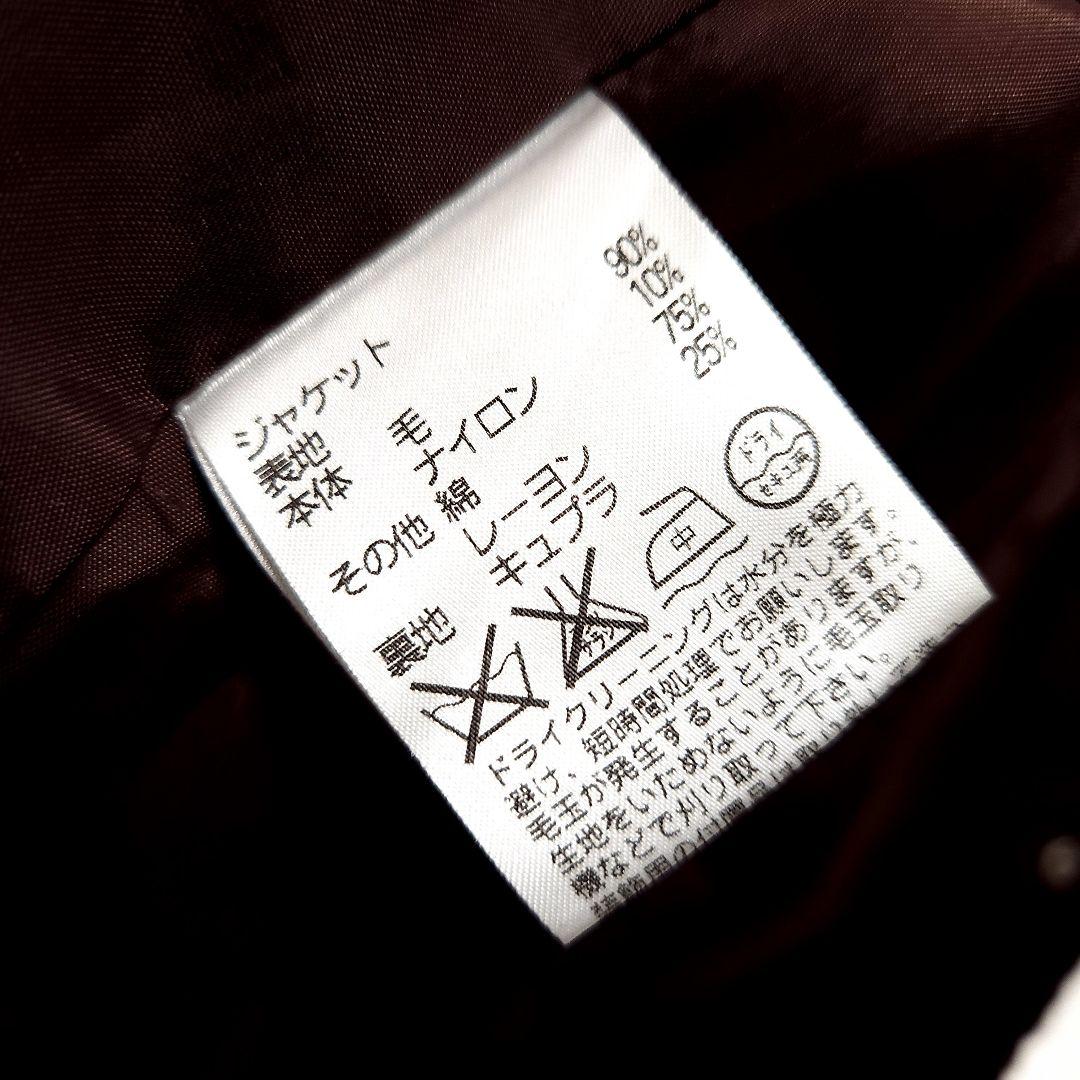 ジャケット
表地
本体 毛 90%
ナイロン 10%
その他 綿 75%
レーヨン 25%
裏地 キュプラ
中
ドライ
セキユ系
ドライクリーニングは水分を極力
避け、短時間処理でお願いします。
毛玉が発生することがありますが、
生地をいためないように毛玉取り
機などで刈り取って下さい。